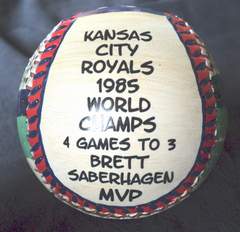 KANSAS
CITY
ROYALS
1985
WORLD
CHAMPS
4 GAMES TO 3
BRETT
SABERHAGEN
MVP